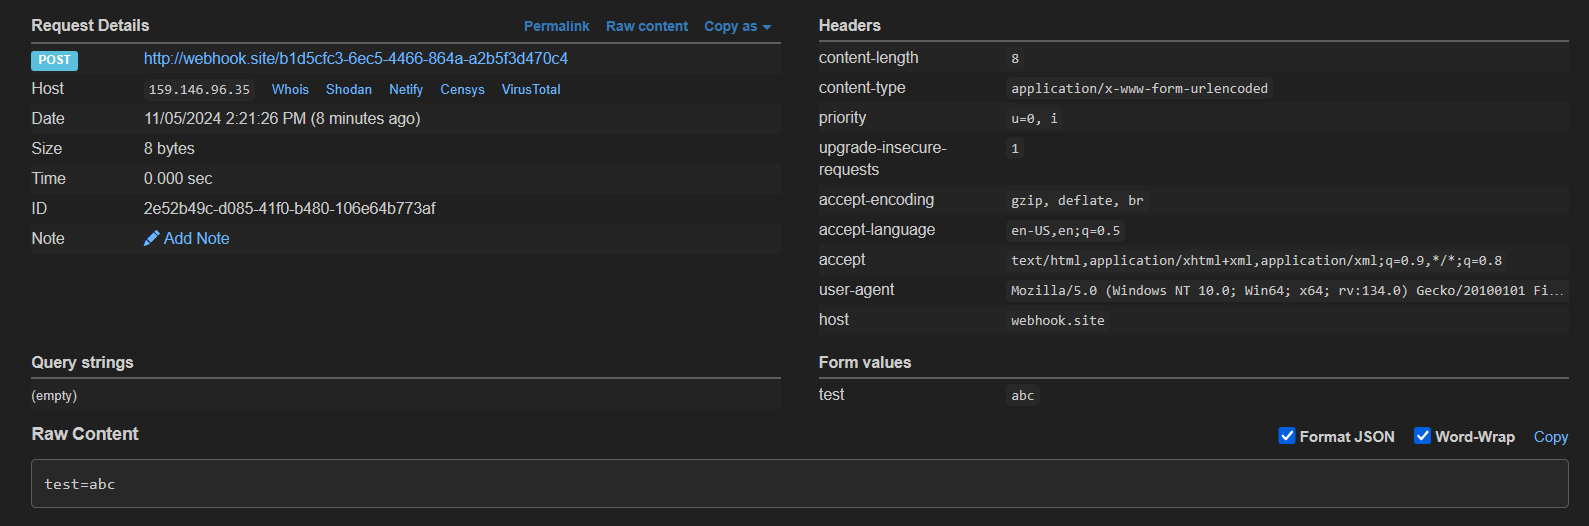 Request Details
Permalink Raw content Copy as
POST http://webhook.site/b1d5cfc3-6ec5-4466-864a-a2b5f3d470c4
Host 159.146.96.35 Whois Shodan Netify Censys VirusTotal
Date 11/05/2024 2:21:26 PM (8 minutes ago)
Size 8 bytes
Time 0.000 sec
ID 2e52b49c-d085-41f0-b480-106e64b773af
Note Add Note
Headers
content-length 8
content-type application/x-www-form-urlencoded
priority u=0, i
upgrade-insecure-
requests 1
accept-encoding gzip, deflate, br
accept-language en-US,en;q=0.5
accept text/html,application/xhtml+xml,application/xml;q=0.9,*/*;q=0.8
user-agent Mozilla/5.0 (Windows NT 10.0; Win64; x64; rv:134.0) Gecko/20100101 Fi...
host webhook.site
Query strings
(empty)
Form values
test abc
Raw Content
Format JSON Word-Wrap Copy
test=abc